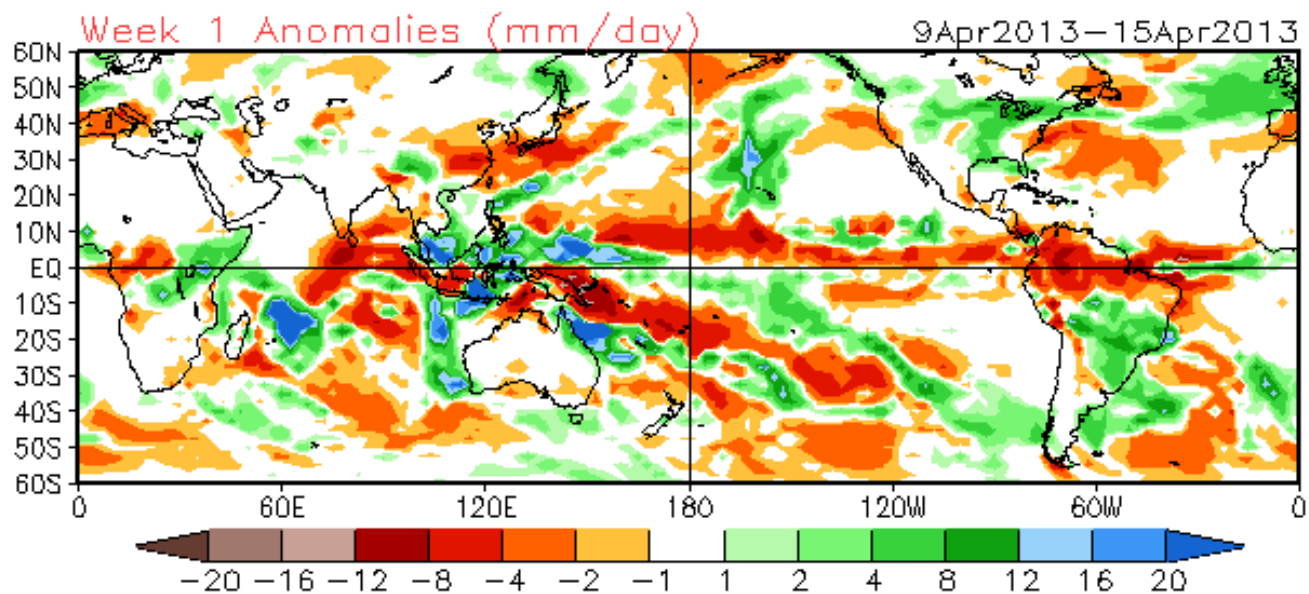 Week 1 Anomalies (mm/day) 9Apr2013–15Apr2013
60N
50N
40N
30N
20N
10N
EQ
10S
20S
30S
40S
50S
60S
0 60E 120E 180 120W 60W 0
−20 −16 −12 −8 −4 −2 −1 1 2 4 8 12 16 20